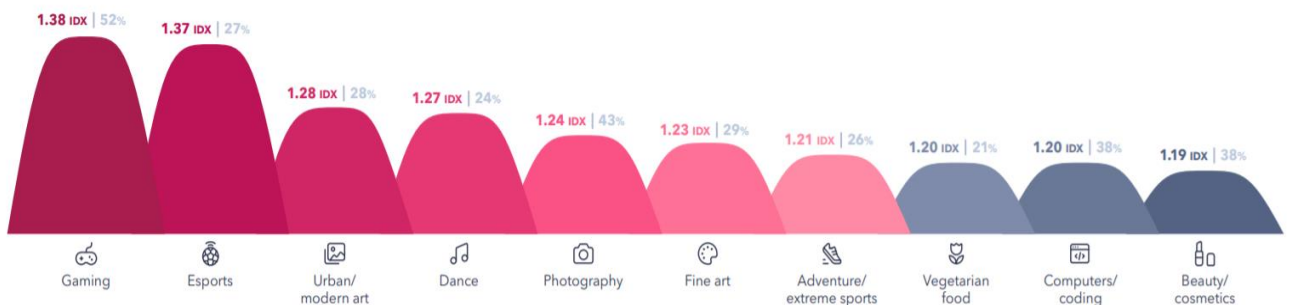 1.38 IDX | 52%
1.37 IDX | 27%
1.28 IDX | 28%
1.27 IDX | 24%
1.24 IDX | 43%
1.23 IDX | 29%
1.21 IDX | 26%
1.20 IDX | 21%
1.20 IDX | 38%
1.19 IDX | 38%
Gaming
Esports
Urban/
modern art
Dance
Photography
Fine art
Adventure/
extreme sports
Vegetarian
food
Computers/
coding
Beauty/
cosmetics